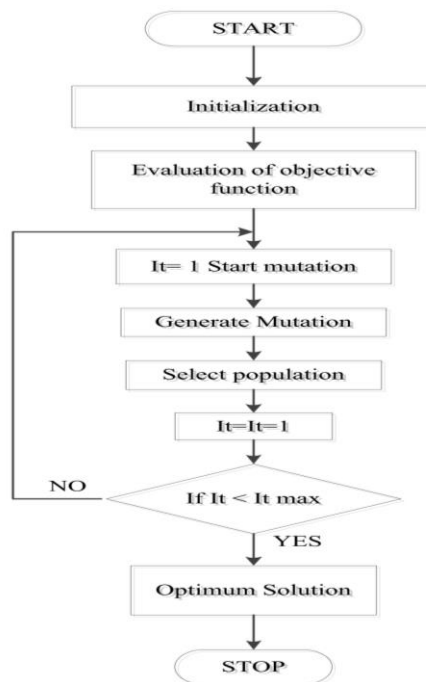 START
Initialization
Evaluation of objective
function
It= 1 Start mutation
Generate Mutation
Select population
It=It=1
If It < It max
NO
YES
Optimum Solution
STOP